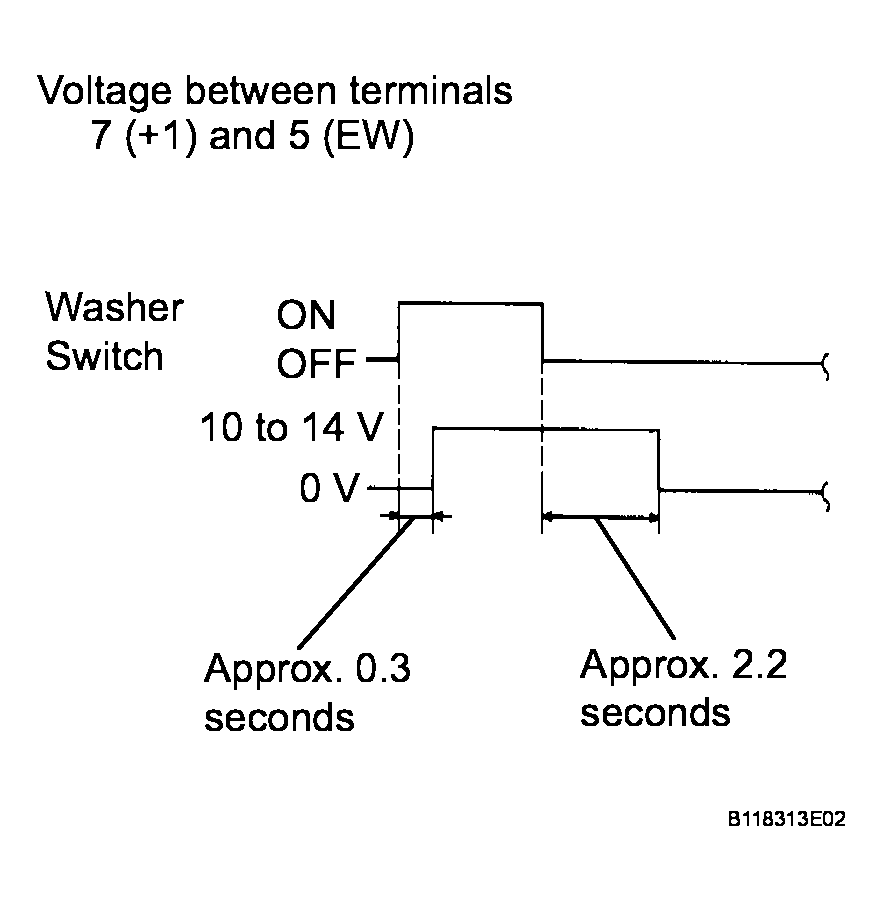 Voltage between terminals
7 (+1) and 5 (EW)
Washer
Switch
ON
OFF
10 to 14 V
0 V
Approx. 0.3
seconds
Approx. 2.2
seconds
B118313E02